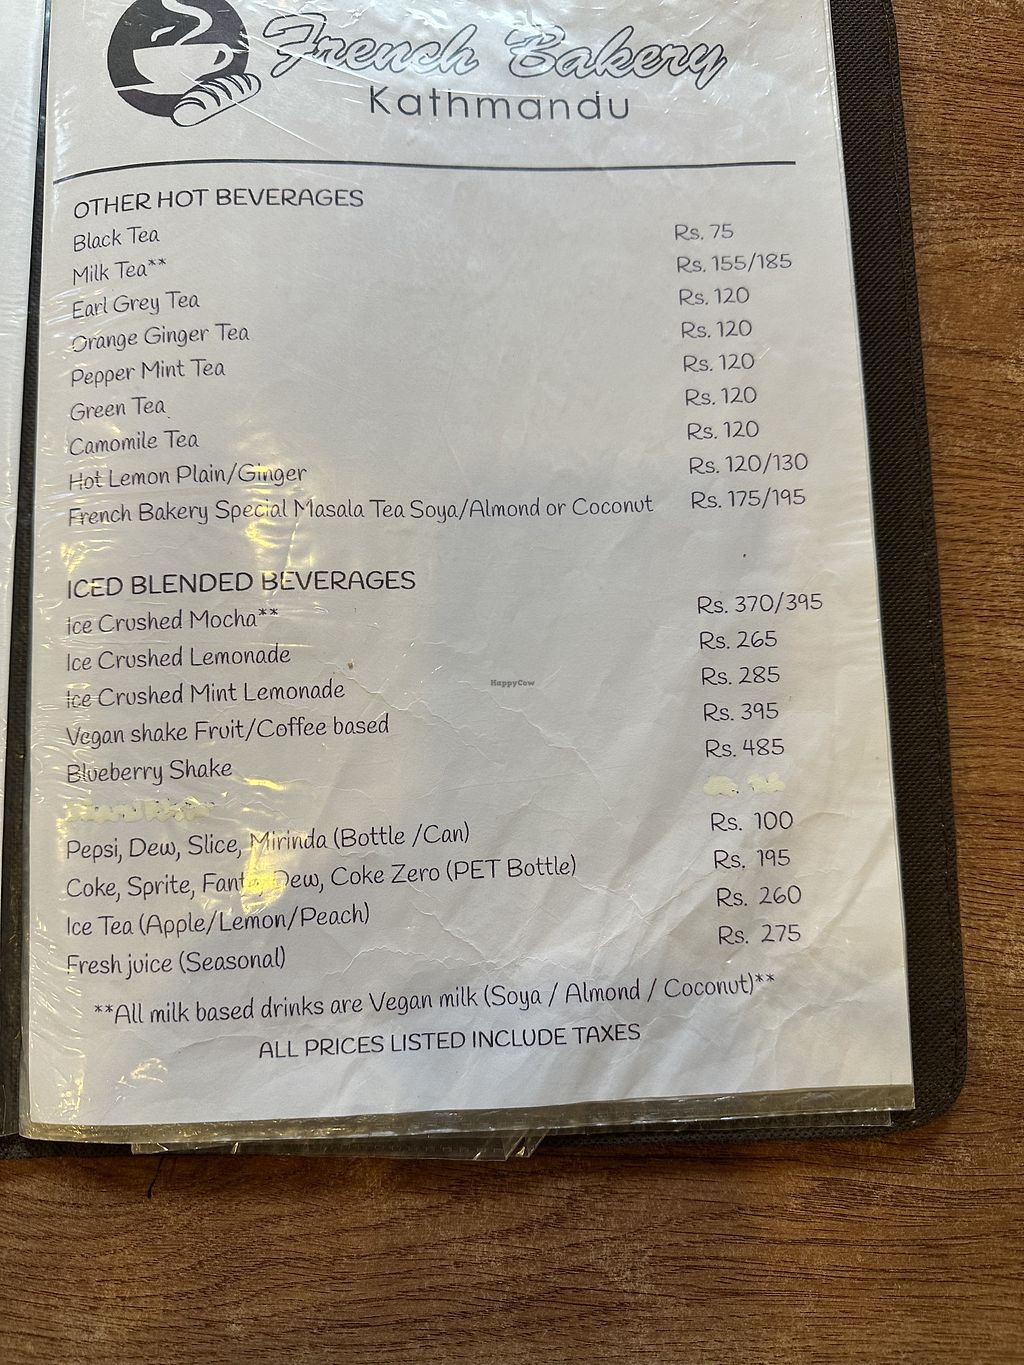 French Bakery
Kathmandu
OTHER HOT BEVERAGES
Black Tea Rs. 75
Milk Tea** Rs. 155/185
Earl Grey Tea Rs. 120
Orange Ginger Tea Rs. 120
Pepper Mint Tea Rs. 120
Green Tea Rs. 120
Camomile Tea Rs. 120
Hot Lemon Plain/Ginger Rs. 120/130
French Bakery Special Masala Tea Soya/Almond or Coconut Rs. 175/195
ICED BLENDED BEVERAGES
Ice Crushed Mocha** Rs. 370/395
Ice Crushed Lemonade Rs. 265
Ice Crushed Mint Lemonade Rs. 285
Vegan shake Fruit/Coffee based Rs. 395
Blueberry Shake Rs. 485
Pepsi, Dew, Slice, Mirinda (Bottle /Can) Rs. 100
Coke, Sprite, Fanta, Dew, Coke Zero (PET Bottle) Rs. 195
Ice Tea (Apple/Lemon/Peach) Rs. 260
Fresh juice (Seasonal) Rs. 275
**All milk based drinks are Vegan milk (Soya / Almond / Coconut)**
ALL PRICES LISTED INCLUDE TAXES
HappyCow